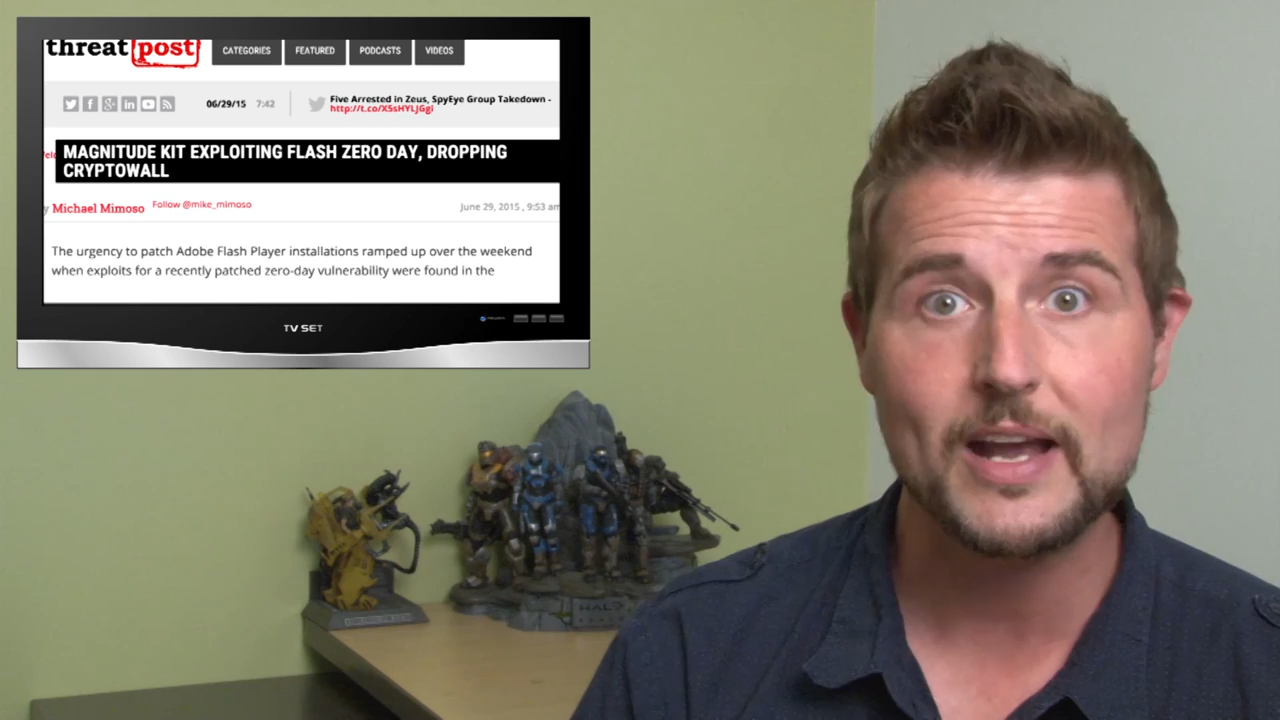 threatpost
CATEGORIES FEATURED PODCASTS VIDEOS
06/29/15 7:42
Five Arrested in Zeus, SpyEye Group Takedown -
http://t.co/X5sHYLJGgI
MAGNITUDE KIT EXPLOITING FLASH ZERO DAY, DROPPING
CRYPTOWALL
y Michael Mimoso Follow @mike_mimoso June 29, 2015 , 9:53 am
The urgency to patch Adobe Flash Player installations ramped up over the weekend
when exploits for a recently patched zero-day vulnerability were found in the
TV SET
HALO